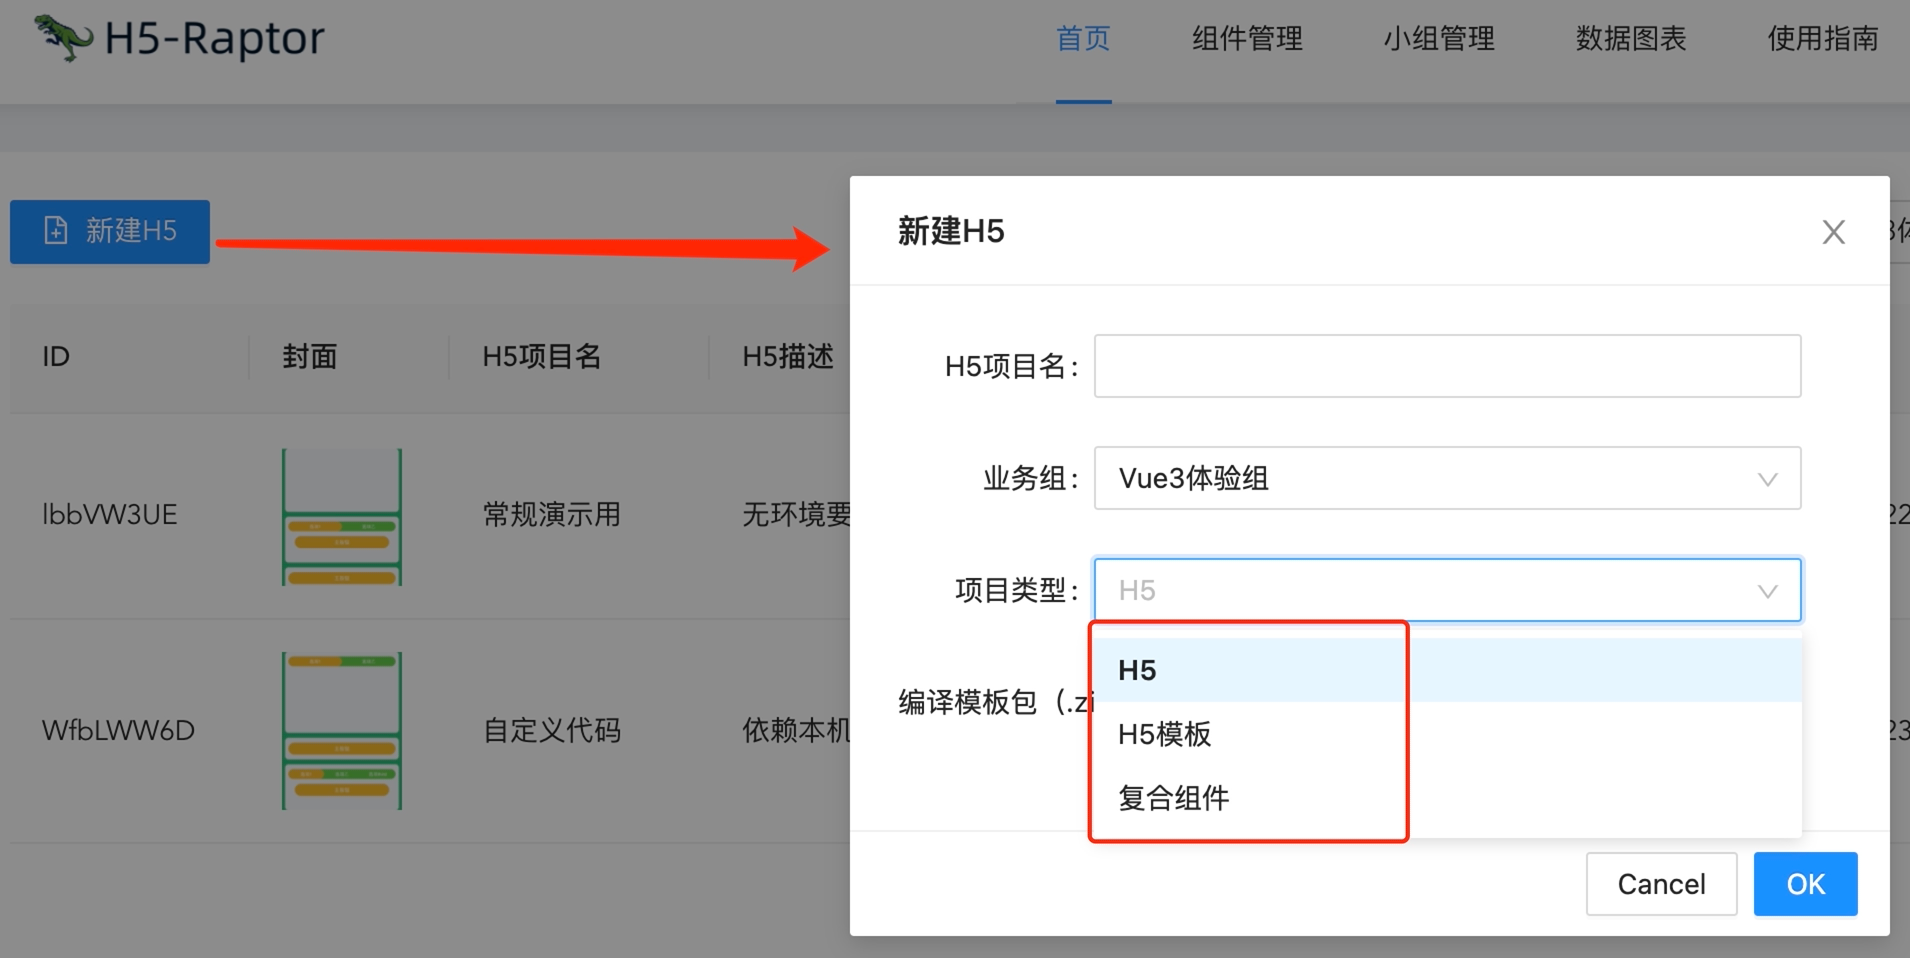 H5-Raptor
首页
组件管理
小组管理
数据图表
使用指南
新建H5
ID
封面
H5项目名
H5描述
lbbVW3UE
常规演示用
无环境要
22
WfbLWW6D
自定义代码
依赖本机
23
新建H5
H5项目名:
业务组:
Vue3体验组
项目类型:
H5
编译模板包（.zi
H5
H5模板
复合组件
Cancel
OK